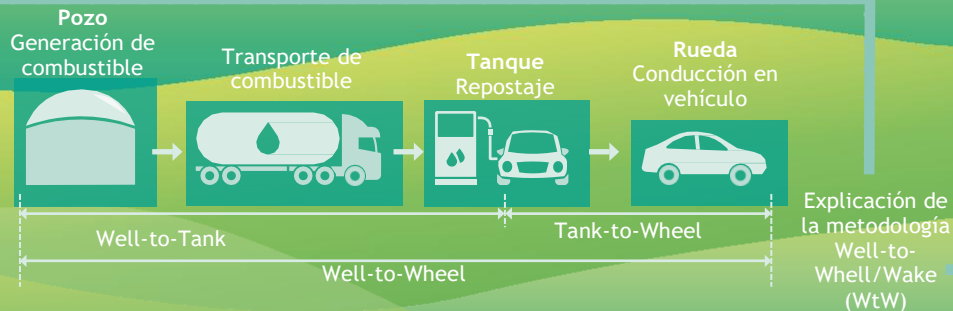 Pozo
Generación de
combustible
Transporte de
combustible
Tanque
Repostaje
Rueda
Conducción en
vehículo
Well-to-Tank
Tank-to-Wheel
Well-to-Wheel
Explicación de
la metodología
Well-to-
Whell/Wake
(WtW)